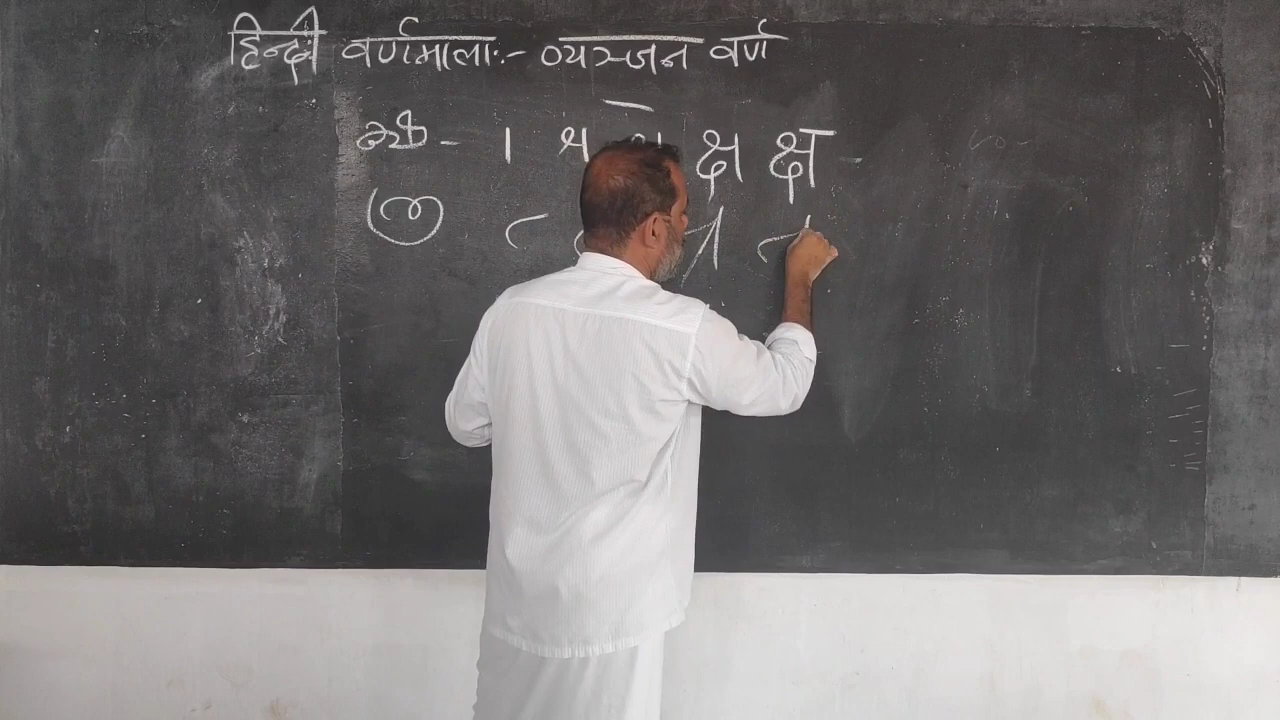 हिन्दी वर्णमाला:- व्यञ्जन वर्ण
ക്ഷ - क्ष -
ത്ര